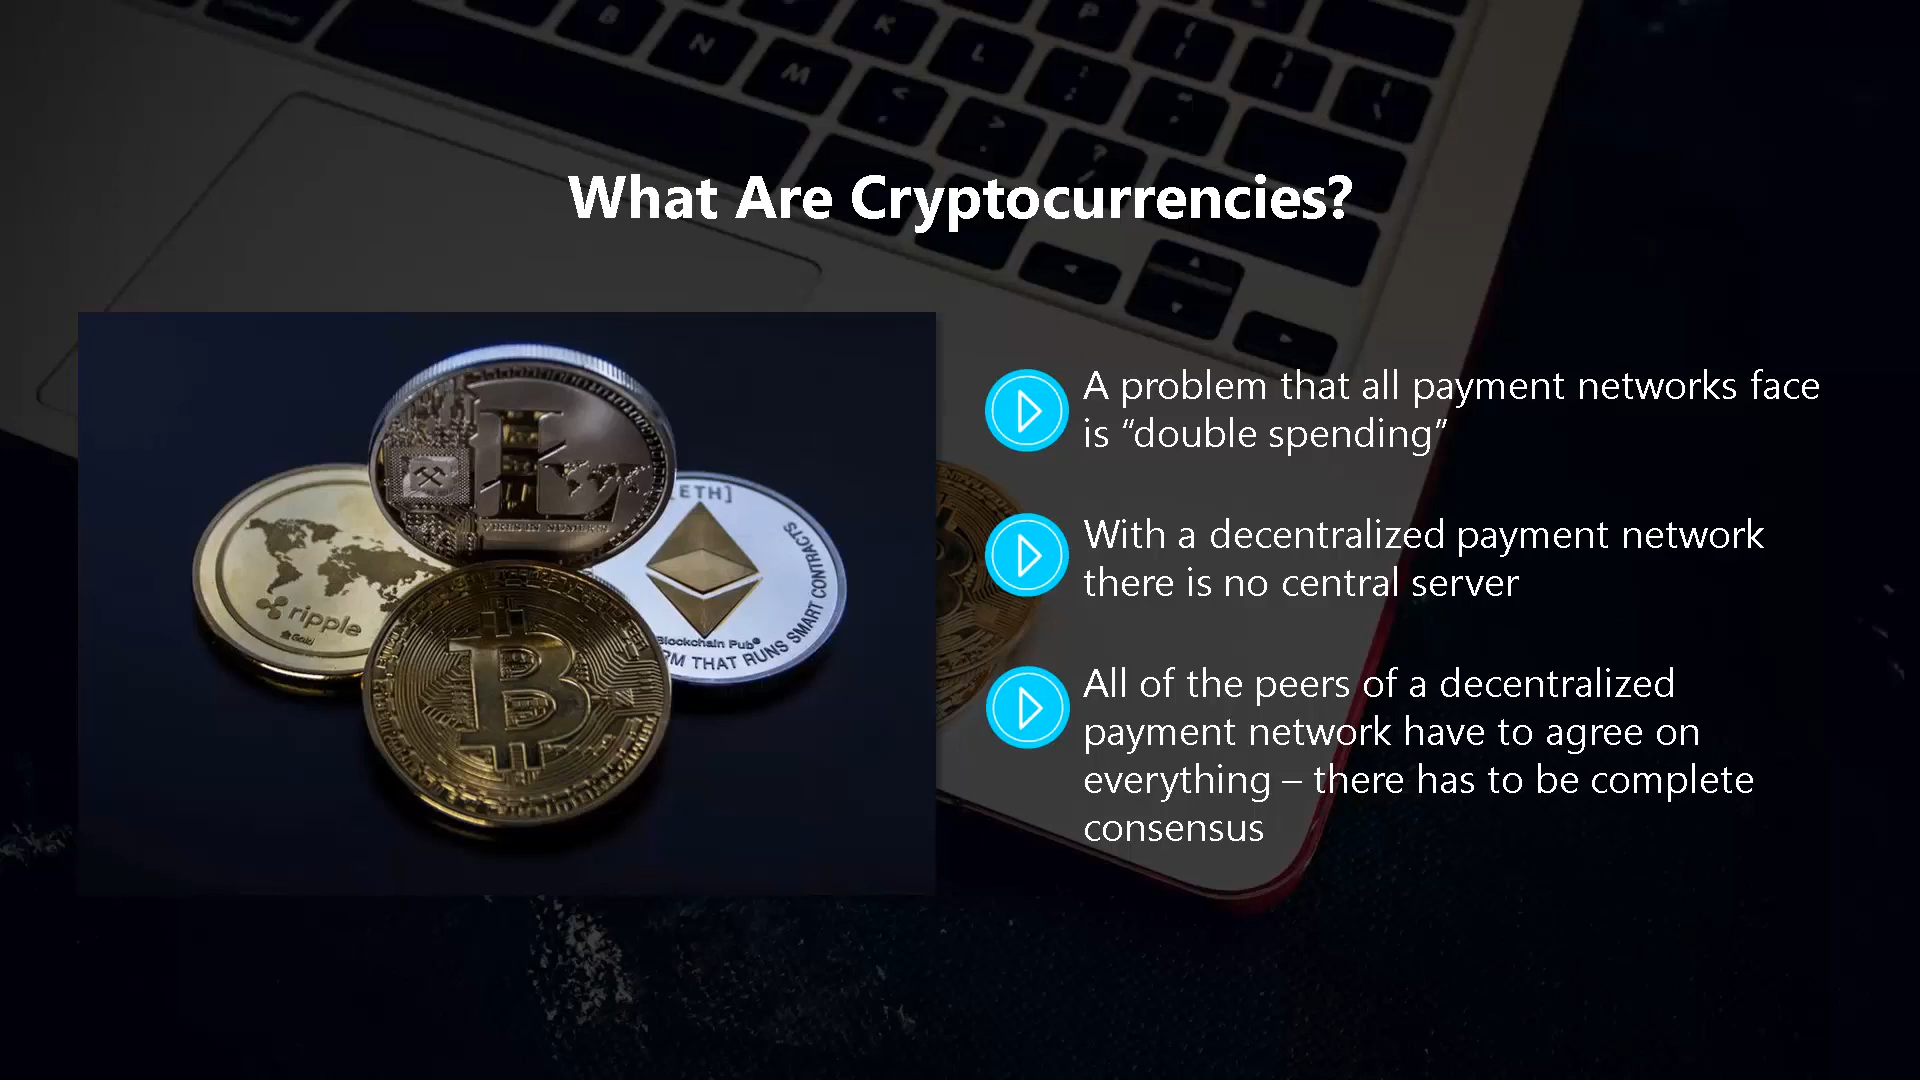 B
K
P
N
M
L
What Are Cryptocurrencies?
A problem that all payment networks face
is “double spending”
With a decentralized payment network
there is no central server
All of the peers of a decentralized
payment network have to agree on
everything – there has to be complete
consensus
[ETH]
ripple
Gold
Blockchain Pub®
RM THAT RUNS SMART CONTRACTS